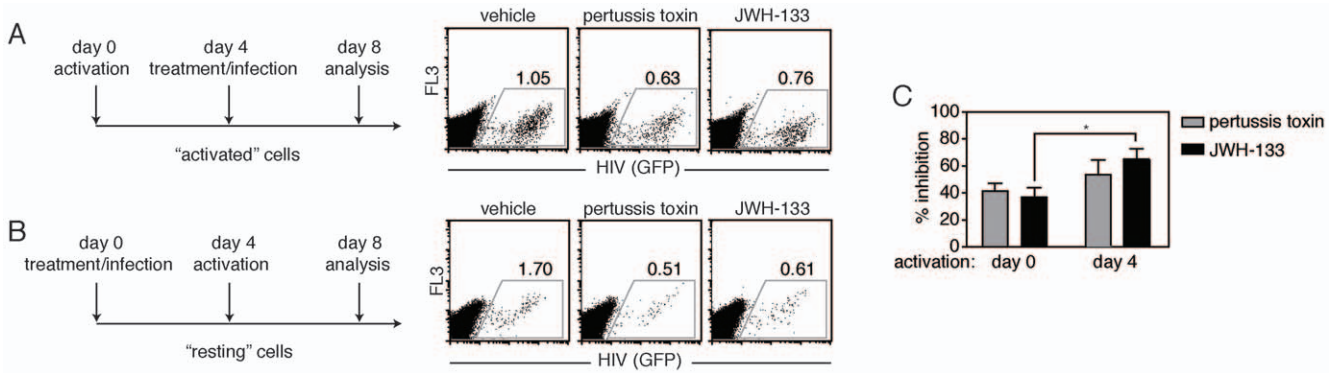 A
day 0
activation
day 4
treatment/infection
day 8
analysis
“activated” cells
vehicle
pertussis toxin
JWH-133
1.05
0.63
0.76
FL3
HIV (GFP)
B
day 0
treatment/infection
day 4
activation
day 8
analysis
“resting” cells
vehicle
pertussis toxin
JWH-133
1.70
0.51
0.61
FL3
HIV (GFP)
C
% inhibition
100
80
60
40
20
0
*
pertussis toxin
JWH-133
activation: day 0 day 4